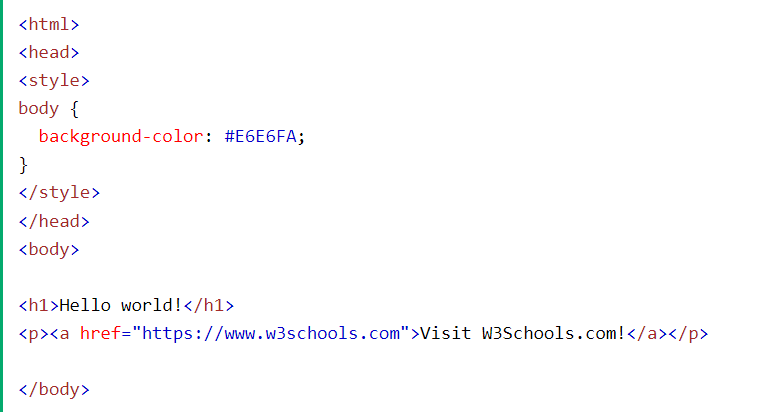 <html>
<head>
<style>
body {
  background-color: #E6E6FA;
}
</style>
</head>
<body>

<h1>Hello world!</h1>
<p><a href="https://www.w3schools.com">Visit W3Schools.com!</a></p>

</body>